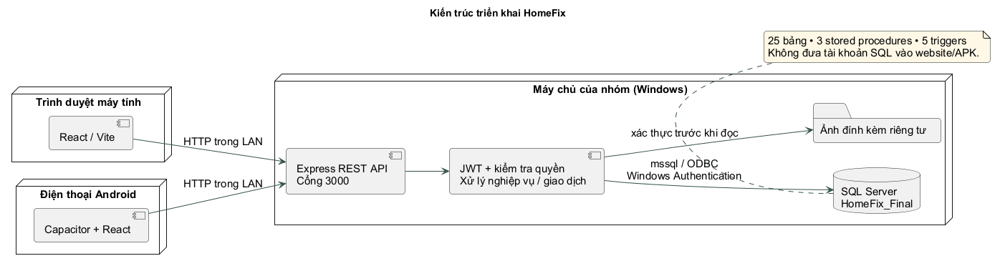 Kiến trúc triển khai HomeFix
25 bảng • 3 stored procedures • 5 triggers
Không đưa tài khoản SQL vào website/APK.
Trình duyệt máy tính
React / Vite
HTTP trong LAN
Điện thoại Android
Capacitor + React
HTTP trong LAN
Máy chủ của nhóm (Windows)
Express REST API
Cổng 3000
JWT + kiểm tra quyền
Xử lý nghiệp vụ / giao dịch
xác thực trước khi đọc
Ảnh đính kèm riêng tư
mssql / ODBC
Windows Authentication
SQL Server
HomeFix_Final